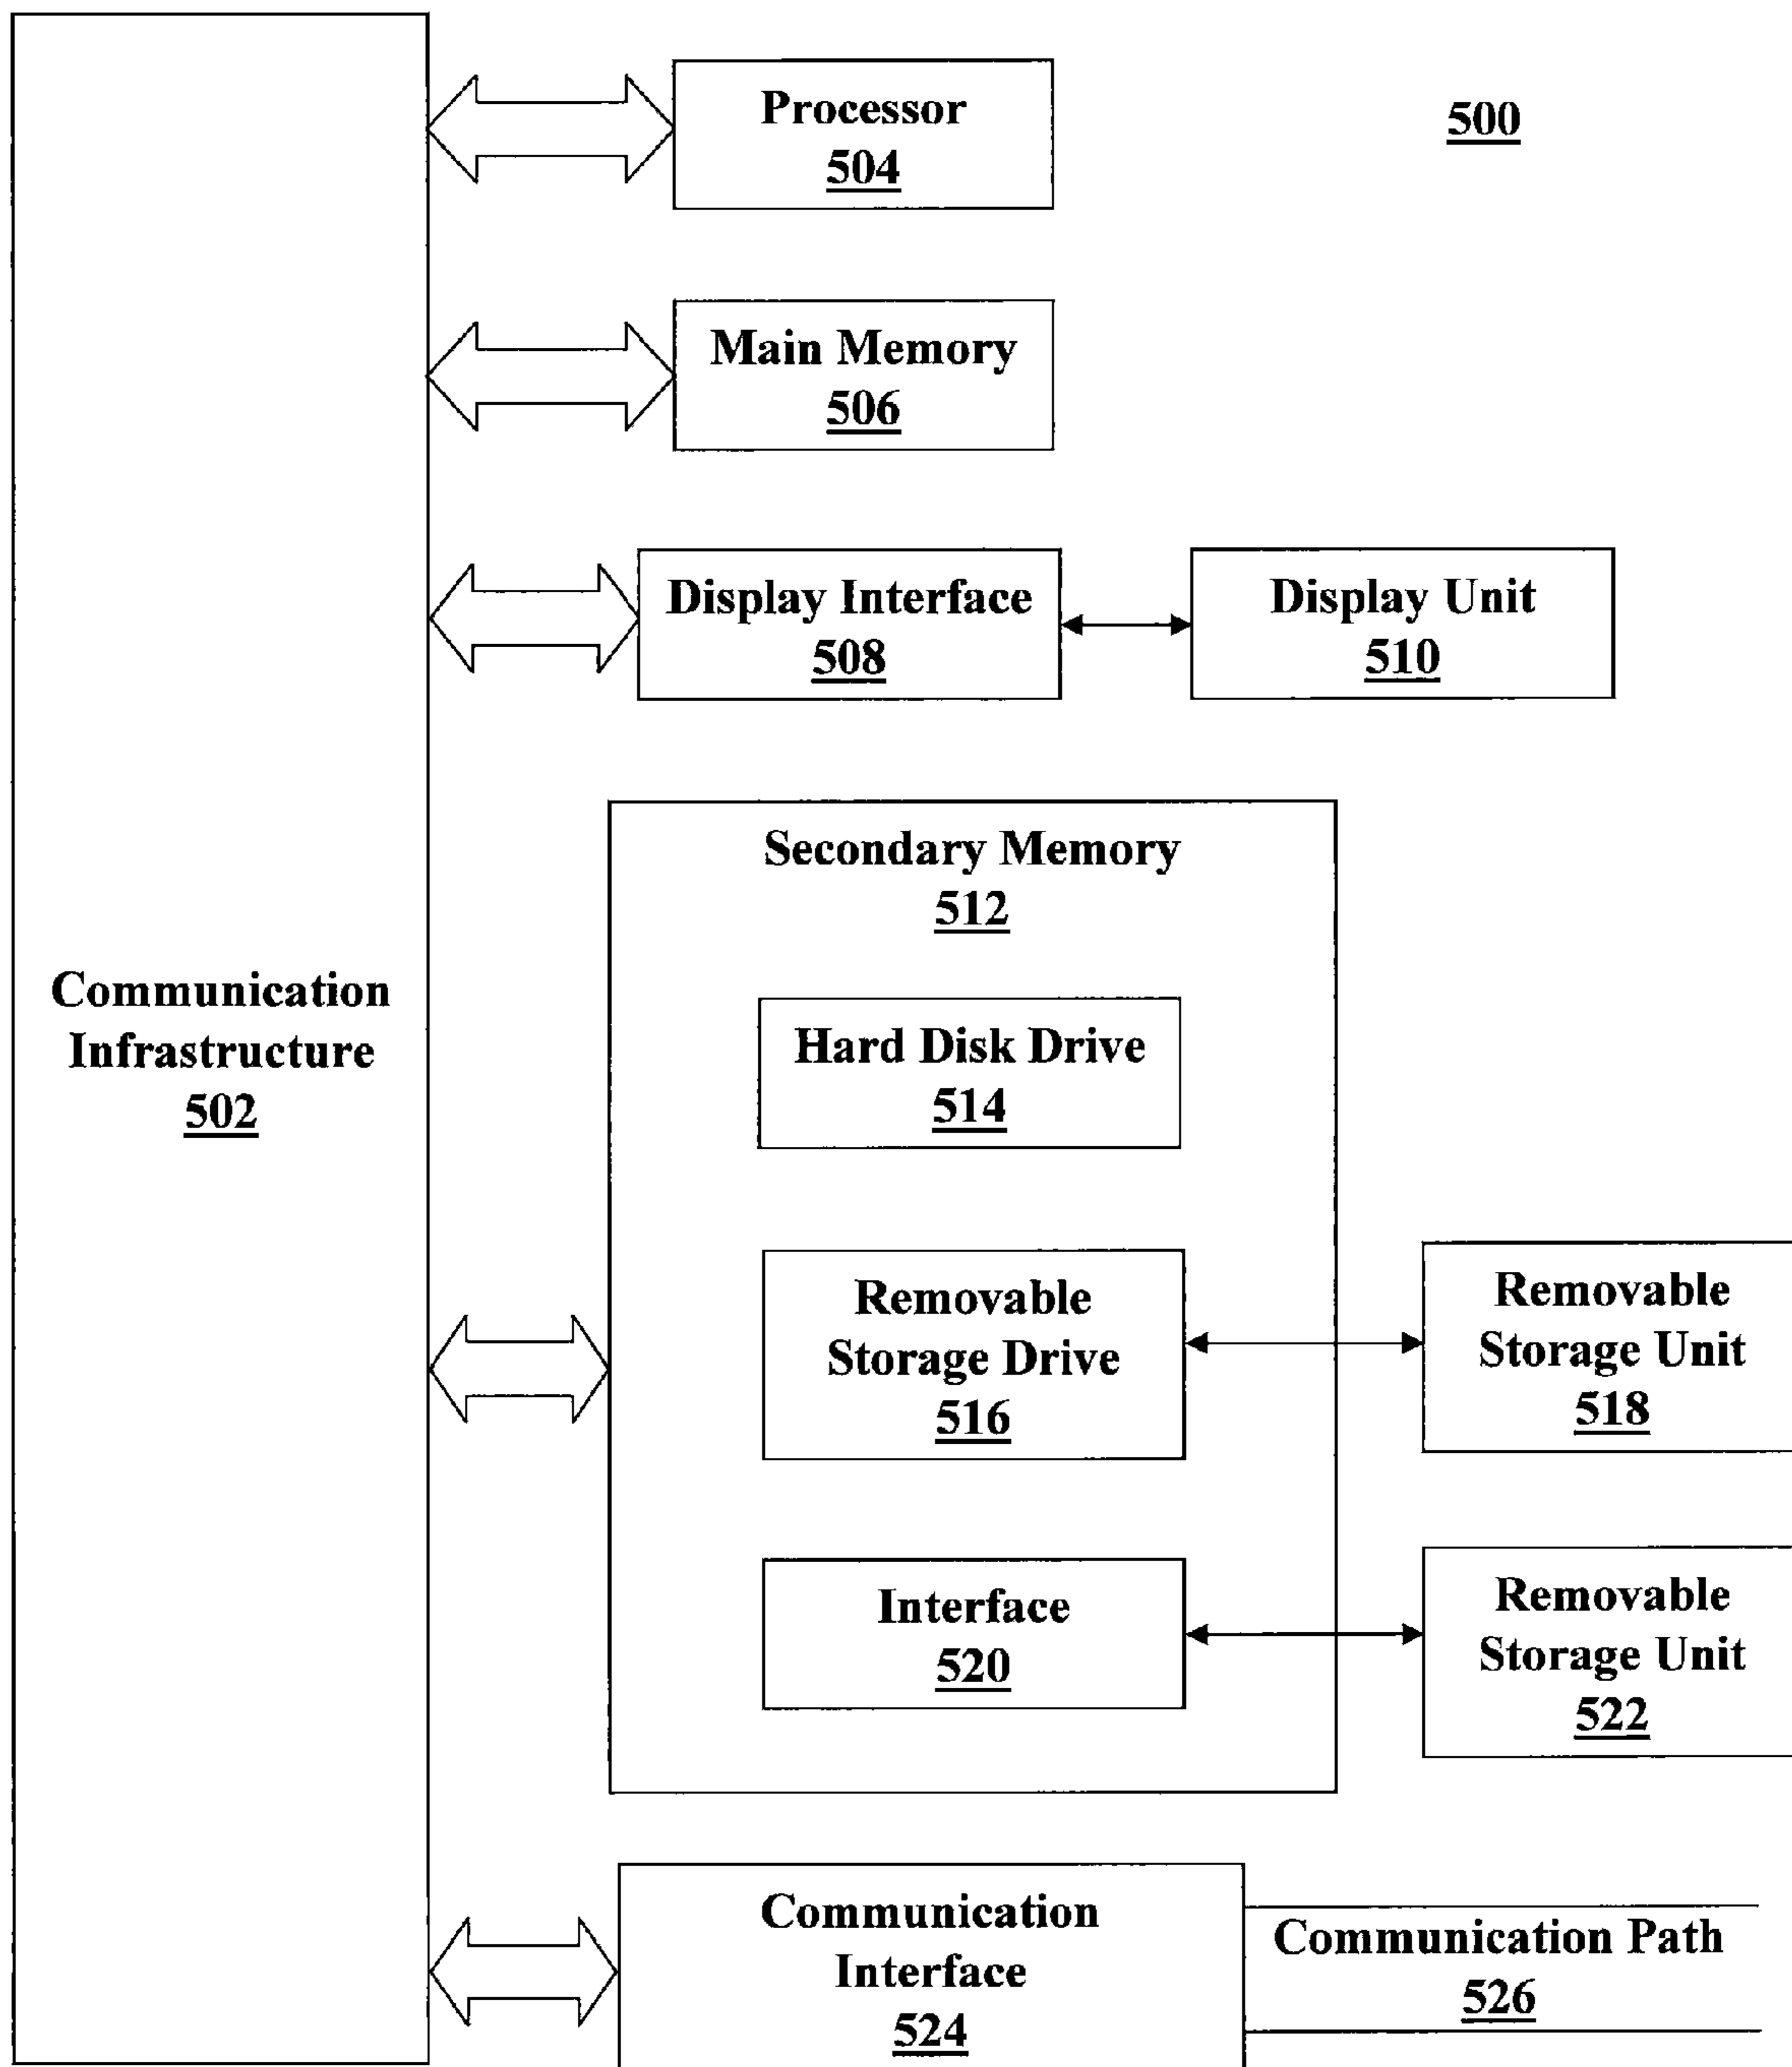 Processor
504
500
Main Memory
506
Display Interface
508
Display Unit
510
Secondary Memory
512
Communication
Infrastructure
502
Hard Disk Drive
514
Removable
Storage Drive
516
Removable
Storage Unit
518
Interface
520
Removable
Storage Unit
522
Communication
Interface
524
Communication Path
526